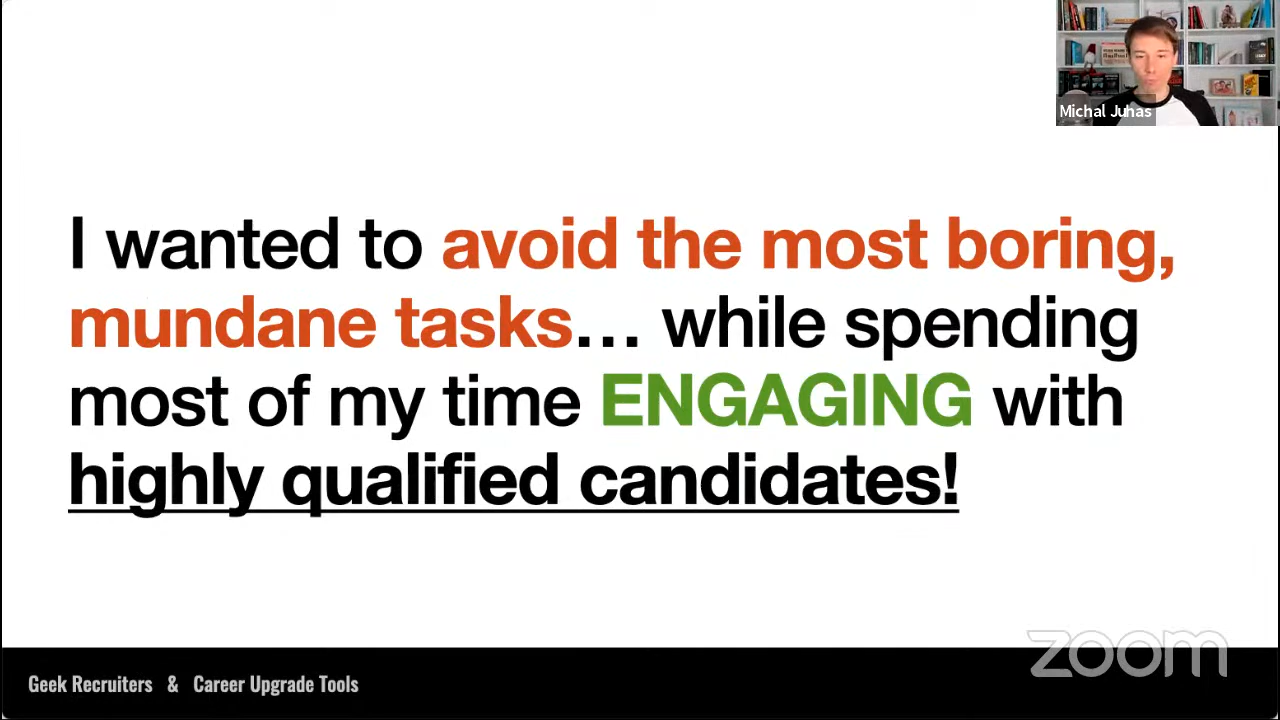 Michal Juhas
I wanted to avoid the most boring,
mundane tasks... while spending
most of my time ENGAGING with
highly qualified candidates!
zoom
Geek Recruiters & Career Upgrade Tools